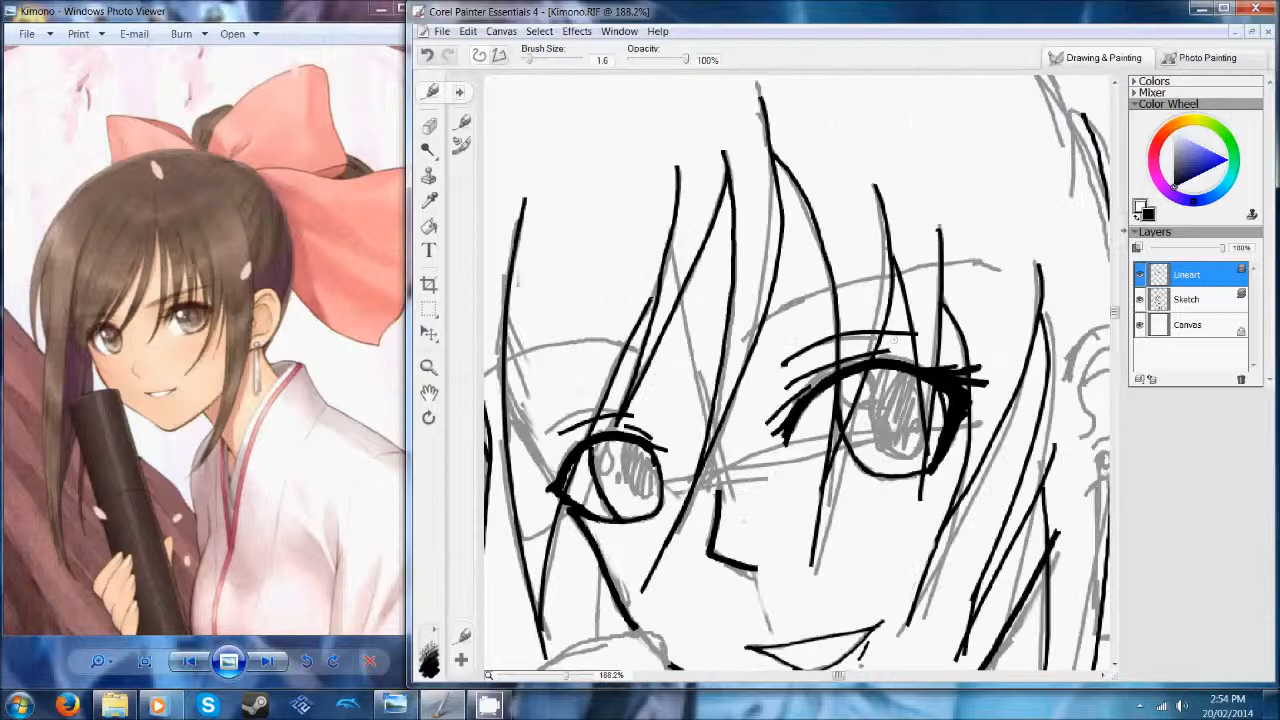 Kimono - Windows Photo Viewer
File
Print
E-mail
Burn
Open
Corel Painter Essentials 4 - [Kimono.RIF @ 188.2%]
File Edit Canvas Select Effects Window Help
Brush Size:
1.6
Opacity:
100%
Drawing & Painting
Photo Painting
Colors
Mixer
Color Wheel
Layers
100%
Lineart
Sketch
Canvas
T
188.2%
2:54 PM
20/02/2014